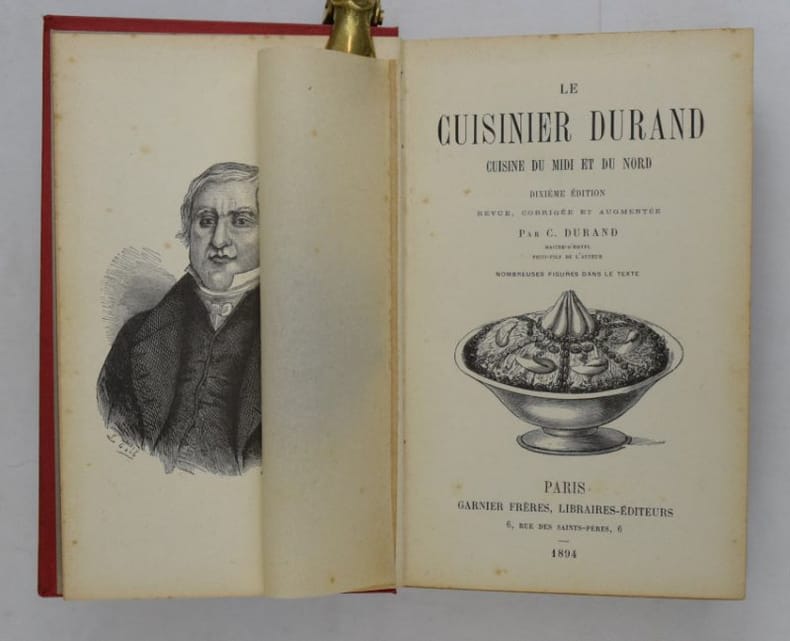 LE
CUISINIER DURAND
CUISINE DU MIDI ET DU NORD
DIXIÈME ÉDITION
REVUE, CORRIGÉE ET AUGMENTÉE
PAR C. DURAND
MAITRE-D'HOTEL
PETIT-FILS DE L'AUTEUR
NOMBREUSES FIGURES DANS LE TEXTE
PARIS
GARNIER FRÈRES, LIBRAIRES-ÉDITEURS
6, RUE DES SAINTS-PÈRES, 6
1894